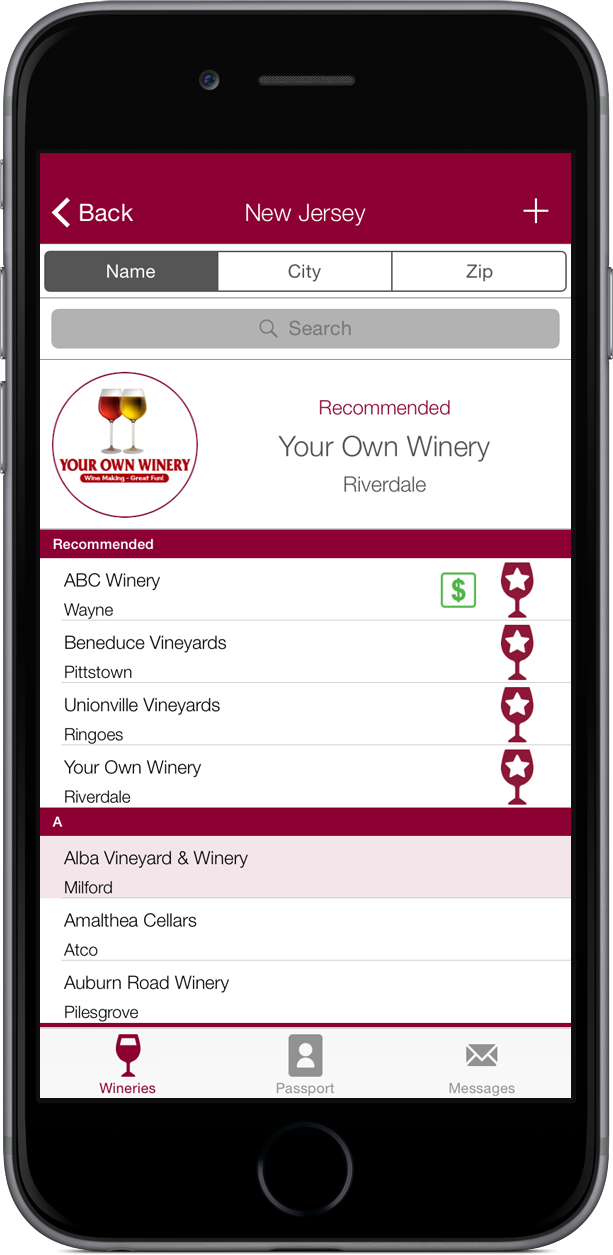 Back
New Jersey
Name
City
Zip
Search
YOUR OWN WINERY
Wine Making - Great Fun!
Recommended
Your Own Winery
Riverdale
Recommended
ABC Winery
$
Wayne
Beneduce Vineyards
Pittstown
Unionville Vineyards
Ringoes
Your Own Winery
Riverdale
A
Alba Vineyard & Winery
Milford
Amalthea Cellars
Atco
Auburn Road Winery
Pilesgrove
Wineries
Passport
Messages